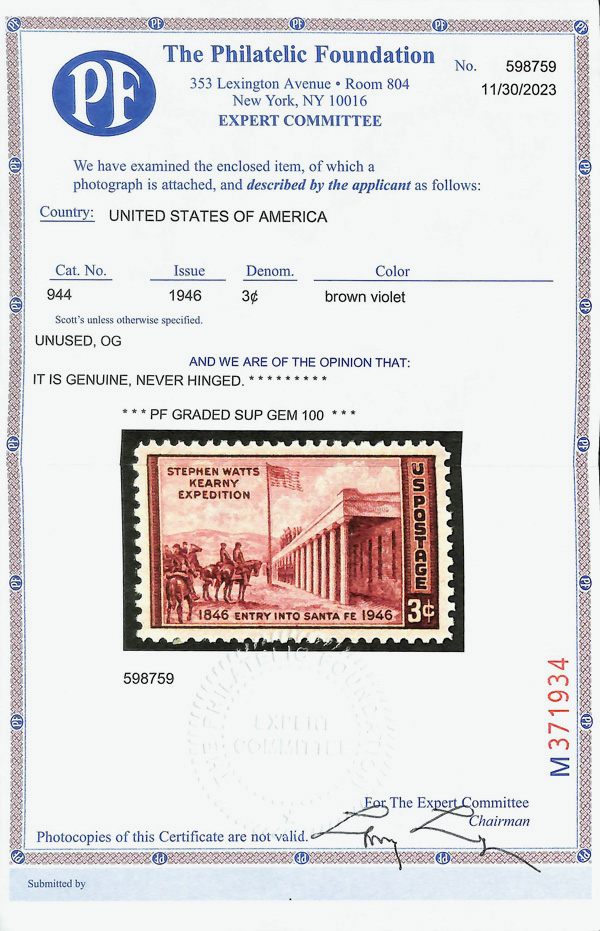 PF
The Philatelic Foundation
353 Lexington Avenue • Room 804
New York, NY 10016
EXPERT COMMITTEE
No. 598759
11/30/2023
We have examined the enclosed item, of which a
photograph is attached, and described by the applicant as follows:
Country: UNITED STATES OF AMERICA
Cat. No. Issue Denom. Color
944 1946 3¢ brown violet
Scott's unless otherwise specified.
UNUSED, OG
AND WE ARE OF THE OPINION THAT:
IT IS GENUINE, NEVER HINGED. * * * * * * * * *
* * * PF GRADED SUP GEM 100 * * *
STEPHEN WATTS
KEARNY
EXPEDITION
US POSTAGE
3¢
1846 ENTRY INTO SANTA FE 1946
598759
THE PHILATELIC FOUNDATION
EXPERT
COMMITTEE
M371934
For The Expert Committee
Chairman
Photocopies of this Certificate are not valid.
Submitted by